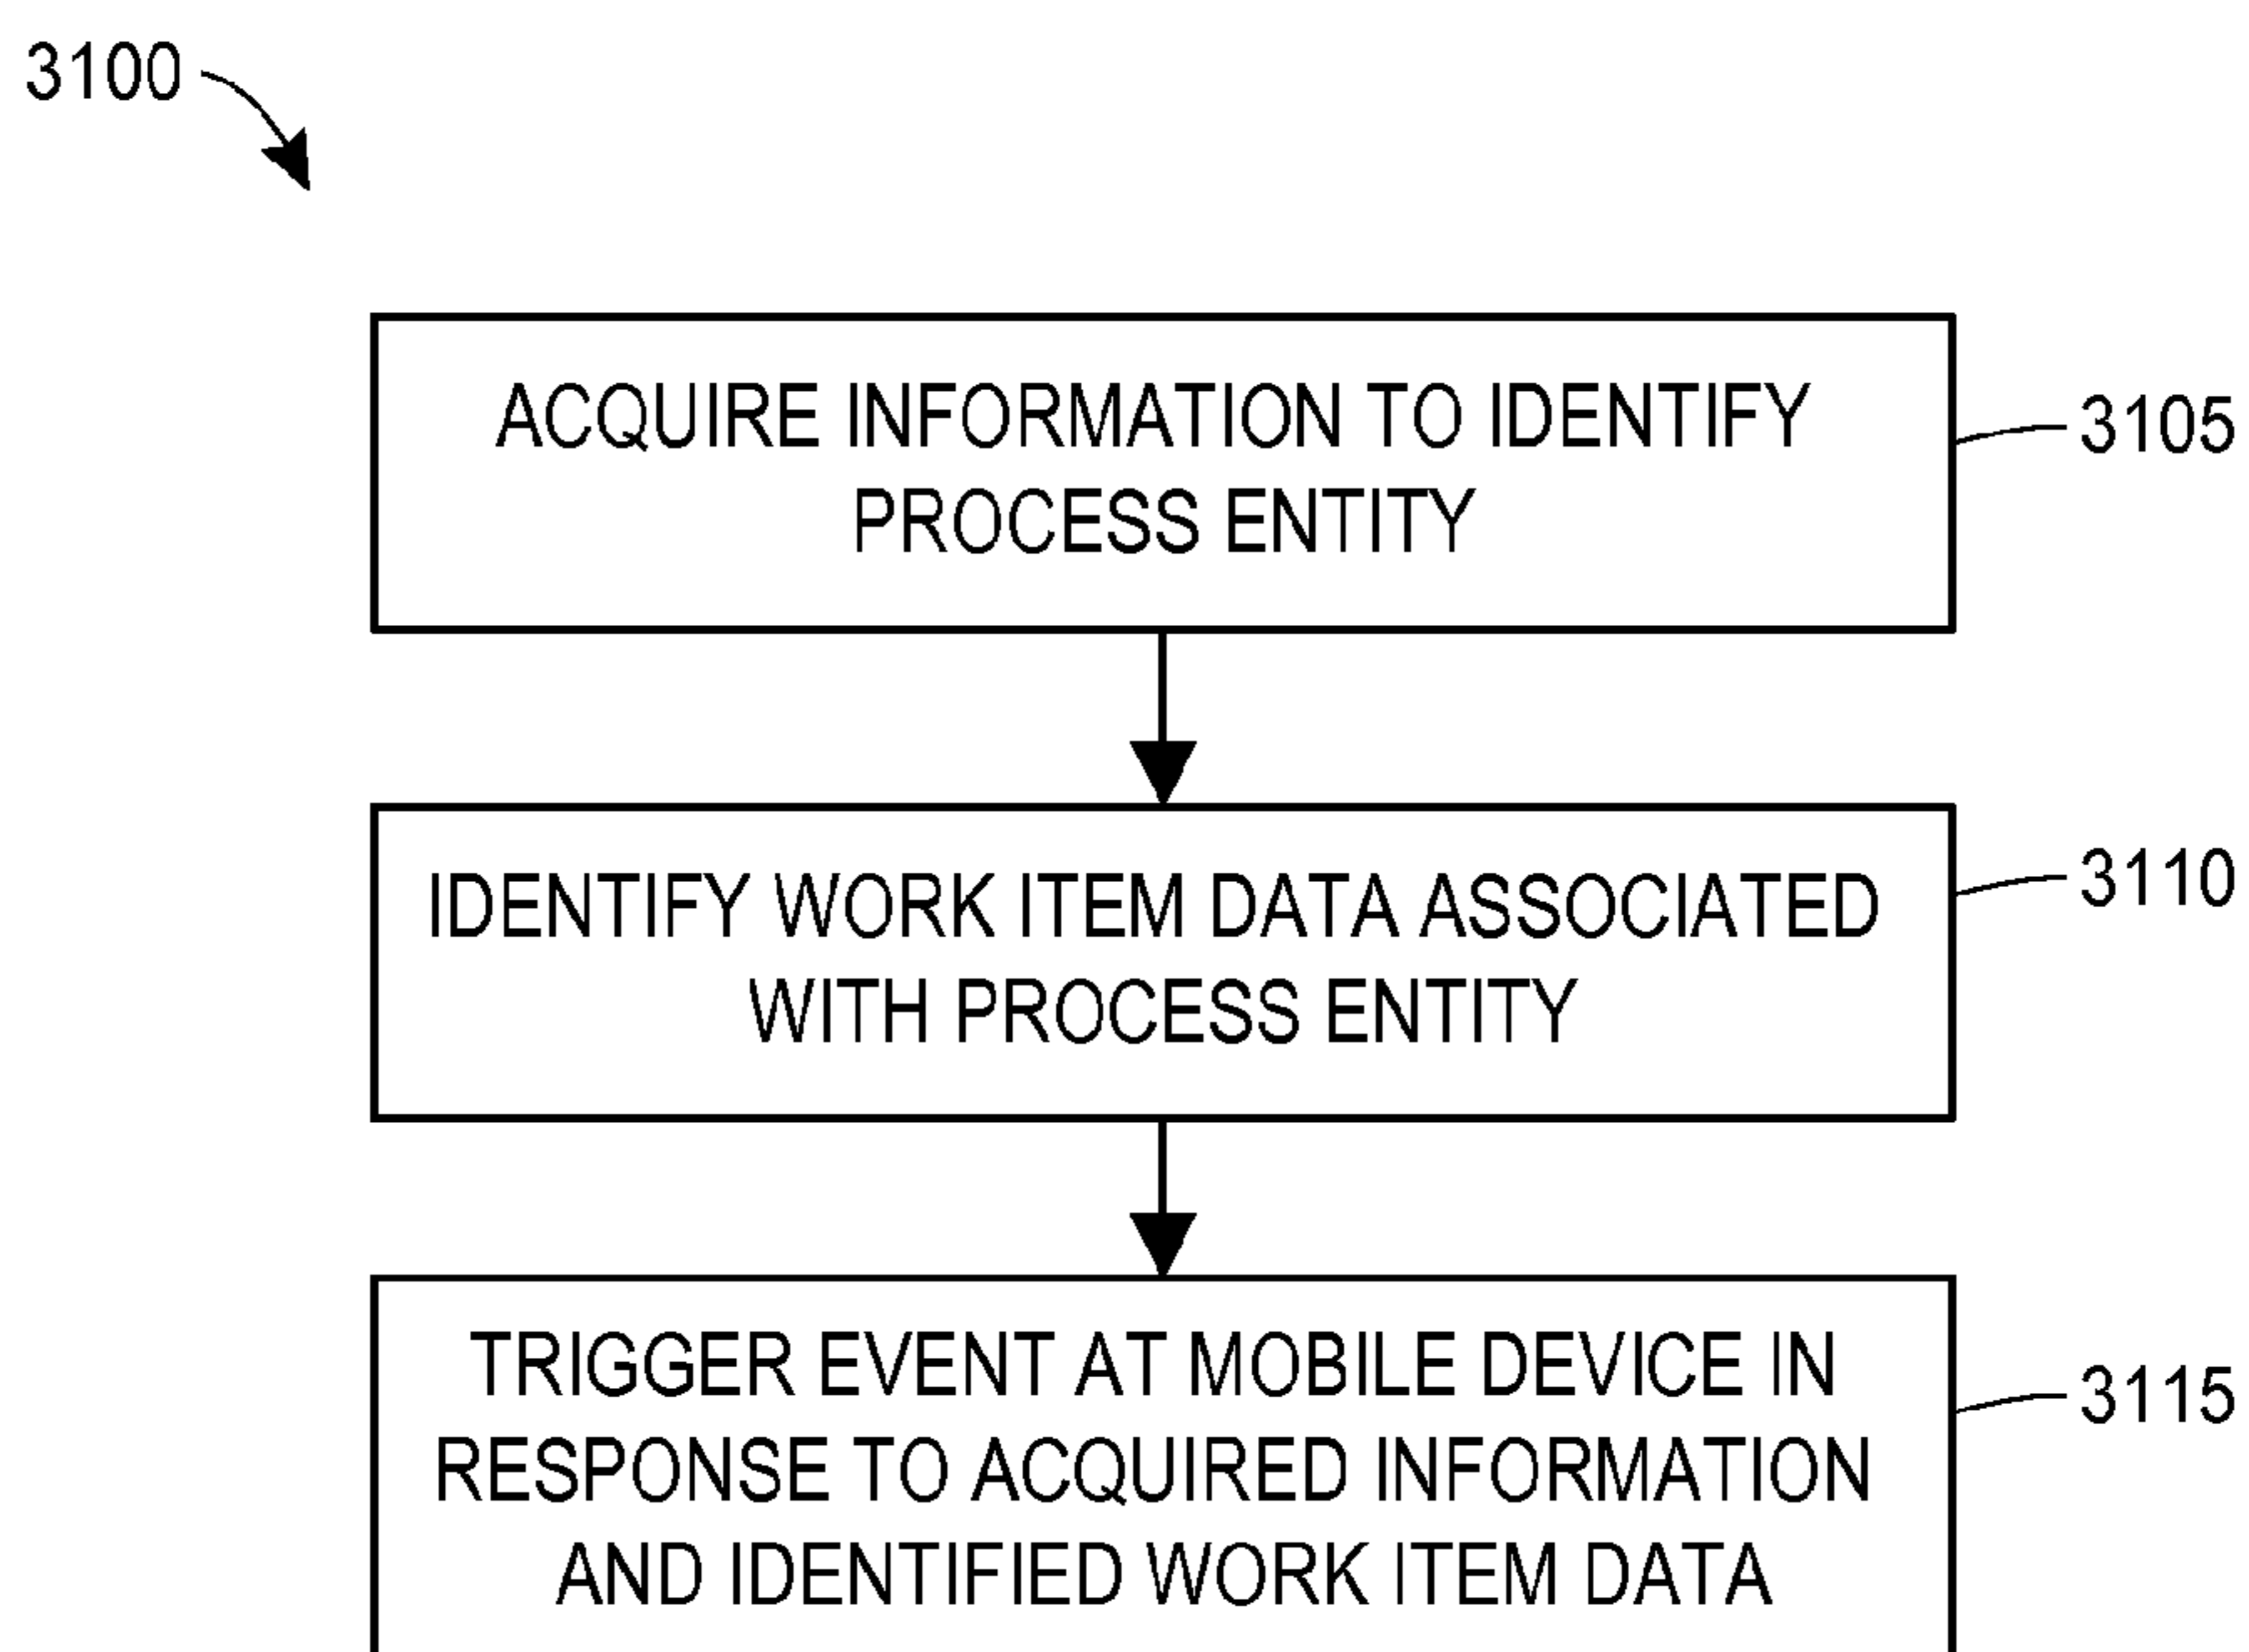 3100
ACQUIRE INFORMATION TO IDENTIFY
PROCESS ENTITY
3105
IDENTIFY WORK ITEM DATA ASSOCIATED
WITH PROCESS ENTITY
3110
TRIGGER EVENT AT MOBILE DEVICE IN
RESPONSE TO ACQUIRED INFORMATION
AND IDENTIFIED WORK ITEM DATA
3115